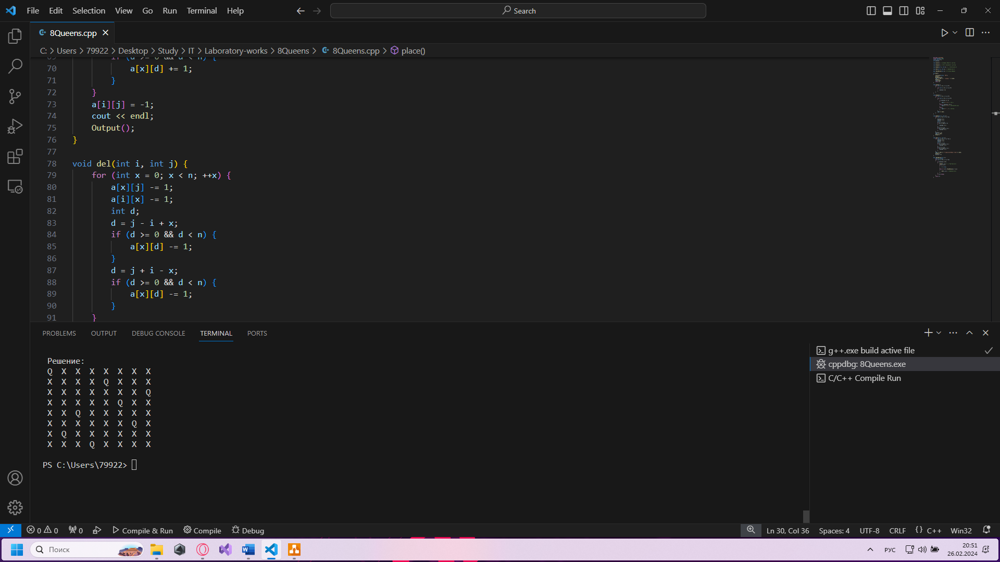 File Edit Selection View Go Run Terminal Help
Search
8Queens.cpp
C: > Users > 79922 > Desktop > Study > IT > Laboratory-works > 8Queens > 8Queens.cpp > place()
70 a[x][d] += 1;
71 }
72 }
73 a[i][j] = -1;
74 cout << endl;
75 Output();
76 }
77
78 void del(int i, int j) {
79 for (int x = 0; x < n; ++x) {
80 a[x][j] -= 1;
81 a[i][x] -= 1;
82 int d;
83 d = j - i + x;
84 if (d >= 0 && d < n) {
85 a[x][d] -= 1;
86 }
87 d = j + i - x;
88 if (d >= 0 && d < n) {
89 a[x][d] -= 1;
90 }
91 }
PROBLEMS OUTPUT DEBUG CONSOLE TERMINAL PORTS
g++.exe build active file
cppdbg: 8Queens.exe
C/C++ Compile Run
Решение:
Q X X X X X X X
X X X X Q X X X
X X X X X X X Q
X X X X X Q X X
X X Q X X X X X
X X X X X X Q X
X Q X X X X X X
X X X Q X X X X
PS C:\Users\79922>
0 0 0 Compile & Run Compile Debug
Ln 30, Col 36 Spaces: 4 UTF-8 CRLF {} C++ Win32
Поиск
РУС
20:51
26.02.2024